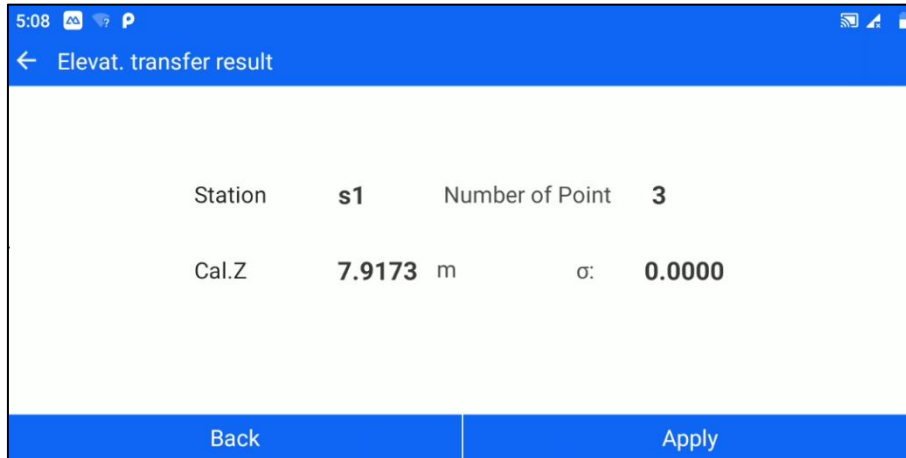 5:08
Elevat. transfer result
Station s1 Number of Point 3
Cal.Z 7.9173 m σ: 0.0000
Back Apply